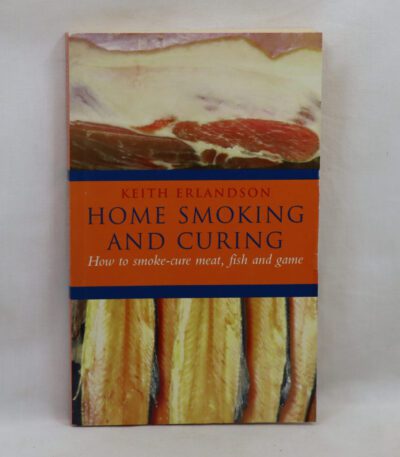 KEITH ERLANDSON
HOME SMOKING
AND CURING
How to smoke-cure meat, fish and game